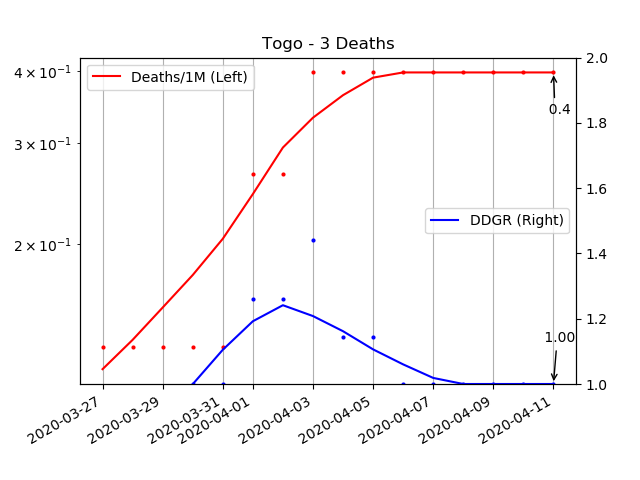 Togo - 3 Deaths
Deaths/1M (Left)
DDGR (Right)
4 × 10⁻¹
3 × 10⁻¹
2 × 10⁻¹
2.0
1.8
1.6
1.4
1.2
1.0
0.4
1.00
2020-03-27
2020-03-29
2020-03-31
2020-04-01
2020-04-03
2020-04-05
2020-04-07
2020-04-09
2020-04-11